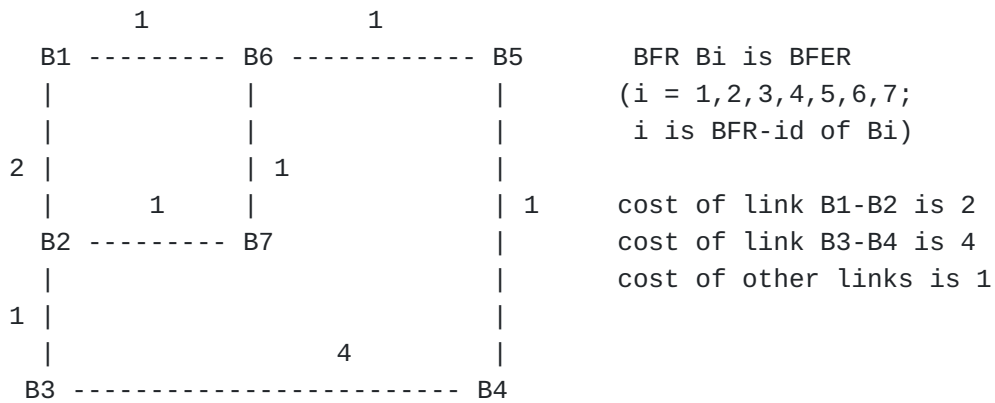 1               1
  B1 --------- B6 ------------ B5       BFR Bi is BFER
  |            |               |       (i = 1,2,3,4,5,6,7;
  |            |               |        i is BFR-id of Bi)
2 |            | 1             |
  |      1     |               | 1     cost of link B1-B2 is 2
  B2 --------- B7              |       cost of link B3-B4 is 4
  |                            |       cost of other links is 1
1 |                            |
  |                  4         |
 B3 ------------------------- B4